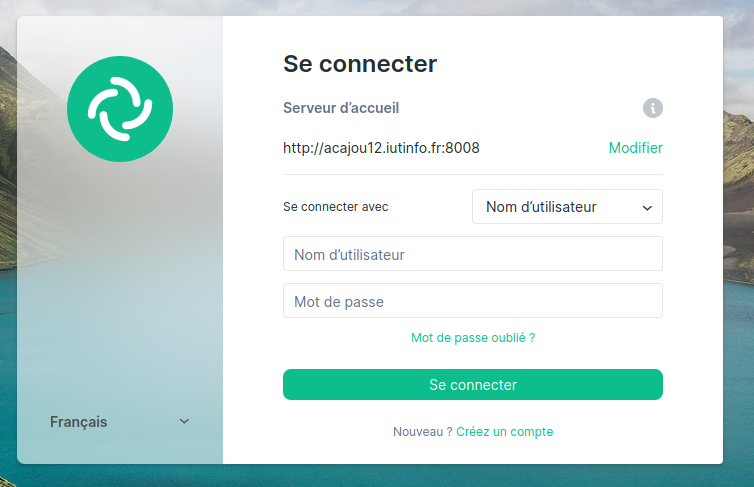 Se connecter
Serveur d’accueil
http://acajou12.iutinfo.fr:8008 Modifier
Se connecter avec Nom d’utilisateur
Nom d’utilisateur
Mot de passe
Mot de passe oublié ?
Se connecter
Français
Nouveau ? Créez un compte